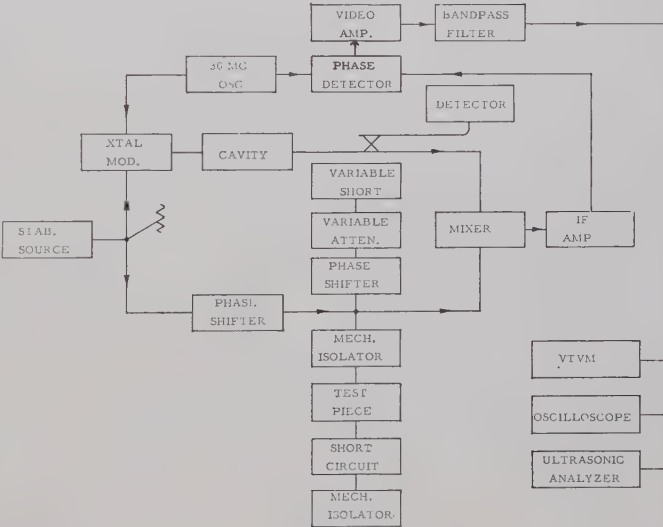 VIDEO
AMP.
BANDPASS
FILTER
30 MC
OSC
PHASE
DETECTOR
DETECTOR
XTAL
MOD.
CAVITY
VARIABLE
SHORT
STAB.
SOURCE
VARIABLE
ATTEN.
MIXER
IF
AMP
PHASE
SHIFTER
PHASE
SHIFTER
MECH.
ISOLATOR
VTVM
TEST
PIECE
OSCILLOSCOPE
SHORT
CIRCUIT
ULTRASONIC
ANALYZER
MECH.
ISOLATOR